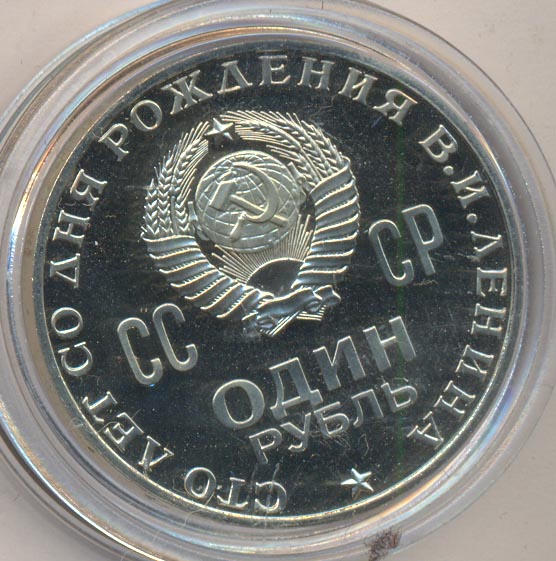 СТО ЛЕТ СО ДНЯ РОЖДЕНИЯ В.И.ЛЕНИНА
СС СР
ОДИН
РУБЛЬ